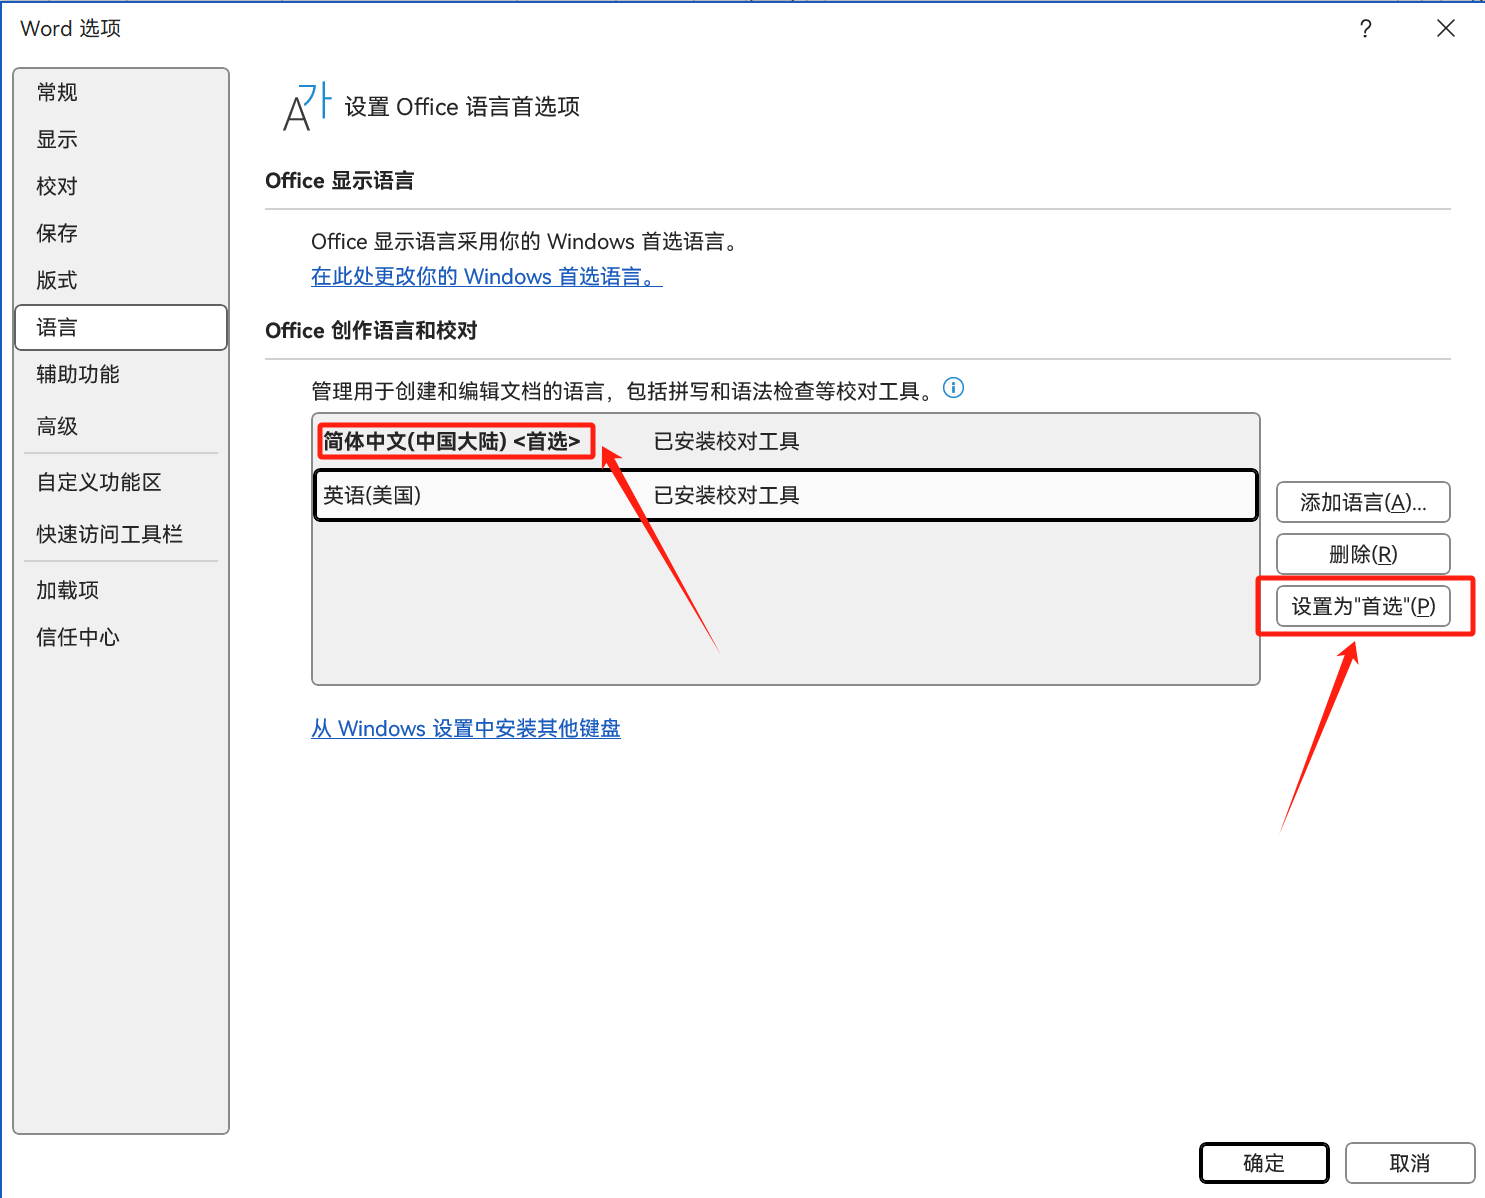 Word 选项
?
常规
显示
校对
保存
版式
语言
辅助功能
高级
自定义功能区
快速访问工具栏
加载项
信任中心
设置 Office 语言首选项
Office 显示语言
Office 显示语言采用你的 Windows 首选语言。
在此处更改你的 Windows 首选语言。
Office 创作语言和校对
管理用于创建和编辑文档的语言，包括拼写和语法检查等校对工具。
简体中文(中国大陆) <首选> 已安装校对工具
英语(美国) 已安装校对工具
添加语言(A)...
删除(R)
设置为"首选"(P)
从 Windows 设置中安装其他键盘
确定
取消